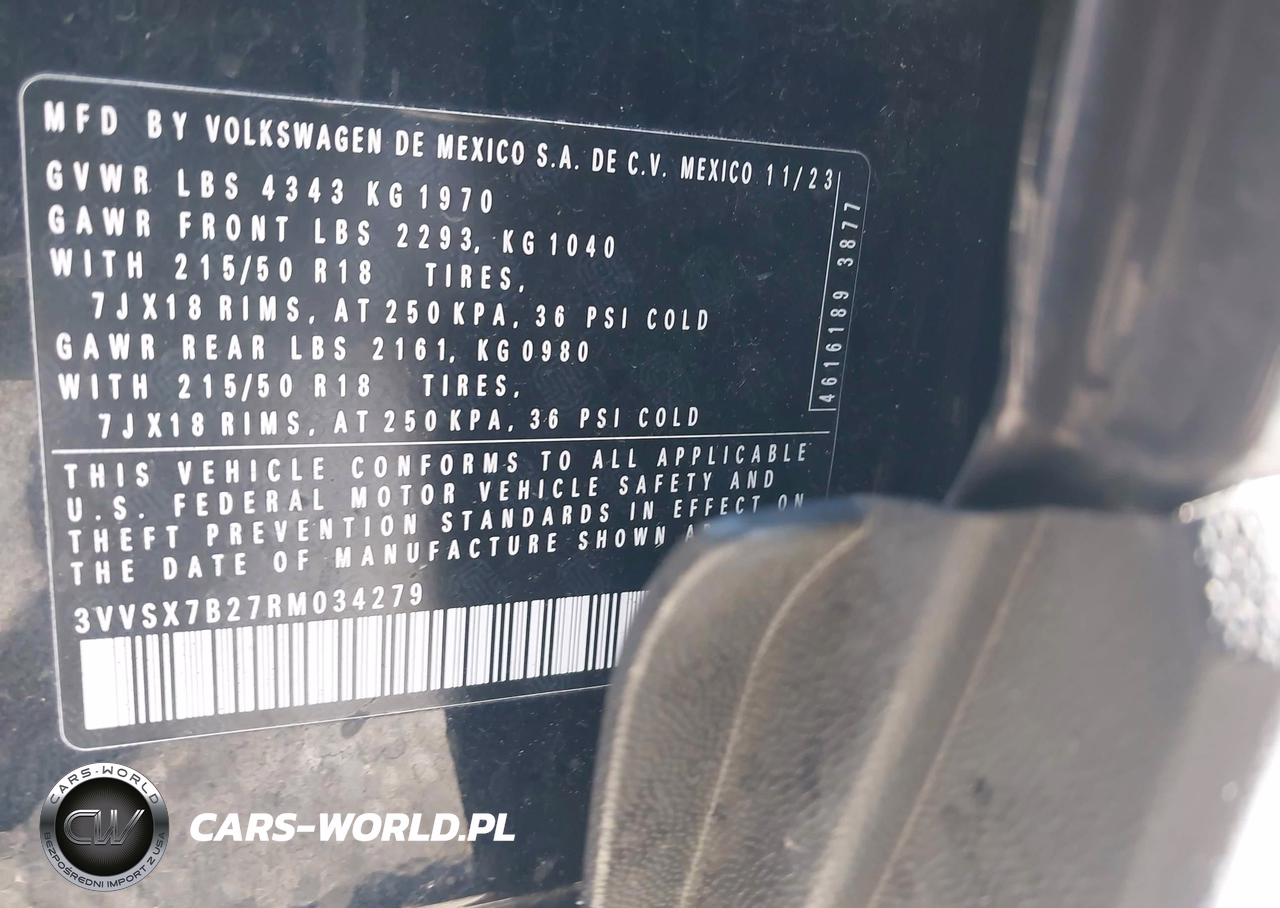 MFD BY VOLKSWAGEN DE MEXICO S.A. DE C.V. MEXICO 11/23
GVWR LBS 4343 KG 1970
GAWR FRONT LBS 2293, KG 1040
WITH 215/50 R18 TIRES,
7JX18 RIMS, AT 250 KPA, 36 PSI COLD
GAWR REAR LBS 2161, KG 0980
WITH 215/50 R18 TIRES,
7JX18 RIMS, AT 250 KPA, 36 PSI COLD
4616189 3877
THIS VEHICLE CONFORMS TO ALL APPLICABLE
U.S. FEDERAL MOTOR VEHICLE SAFETY AND
THEFT PREVENTION STANDARDS IN EFFECT ON
THE DATE OF MANUFACTURE SHOWN
3VVSX7B27RM034279
CARS-WORLD
CW
BEZPOŚREDNI IMPORT Z USA
CARS-WORLD.PL